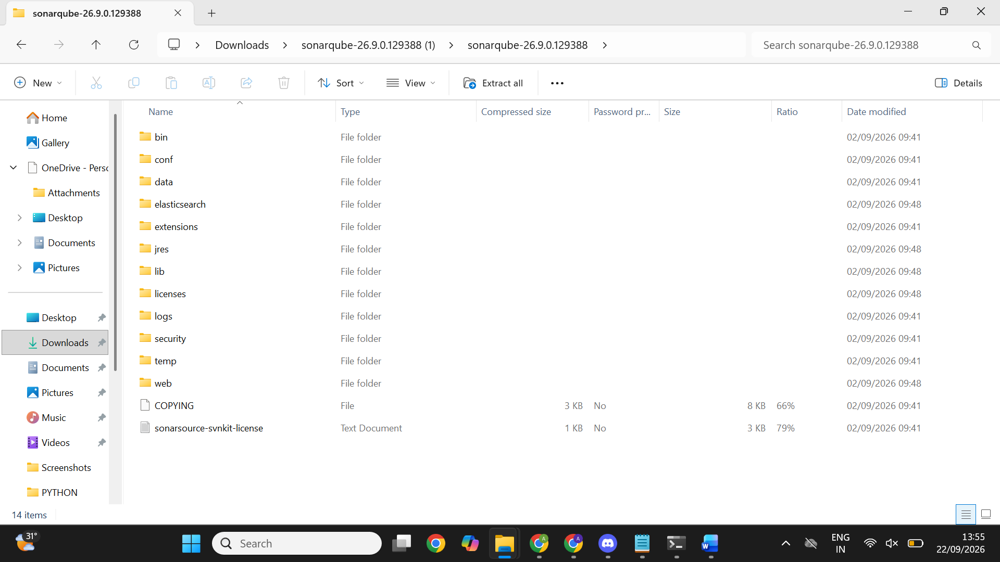 sonarqube-26.9.0.129388
Downloads
sonarqube-26.9.0.129388 (1)
sonarqube-26.9.0.129388
Search sonarqube-26.9.0.129388
New
Sort
View
Extract all
Details
Home
Gallery
OneDrive - Perso
Attachments
Desktop
Documents
Pictures
Desktop
Downloads
Documents
Pictures
Music
Videos
Screenshots
PYTHON
Name Type Compressed size Password pr... Size Ratio Date modified
bin File folder 02/09/2026 09:41
conf File folder 02/09/2026 09:41
data File folder 02/09/2026 09:41
elasticsearch File folder 02/09/2026 09:48
extensions File folder 02/09/2026 09:41
jres File folder 02/09/2026 09:48
lib File folder 02/09/2026 09:48
licenses File folder 02/09/2026 09:48
logs File folder 02/09/2026 09:41
security File folder 02/09/2026 09:41
temp File folder 02/09/2026 09:41
web File folder 02/09/2026 09:48
COPYING File 3 KB No 8 KB 66% 02/09/2026 09:41
sonarsource-svnkit-license Text Document 1 KB No 3 KB 79% 02/09/2026 09:41
14 items
31°
Search
A
A
W
ENG
IN
13:55
22/09/2026